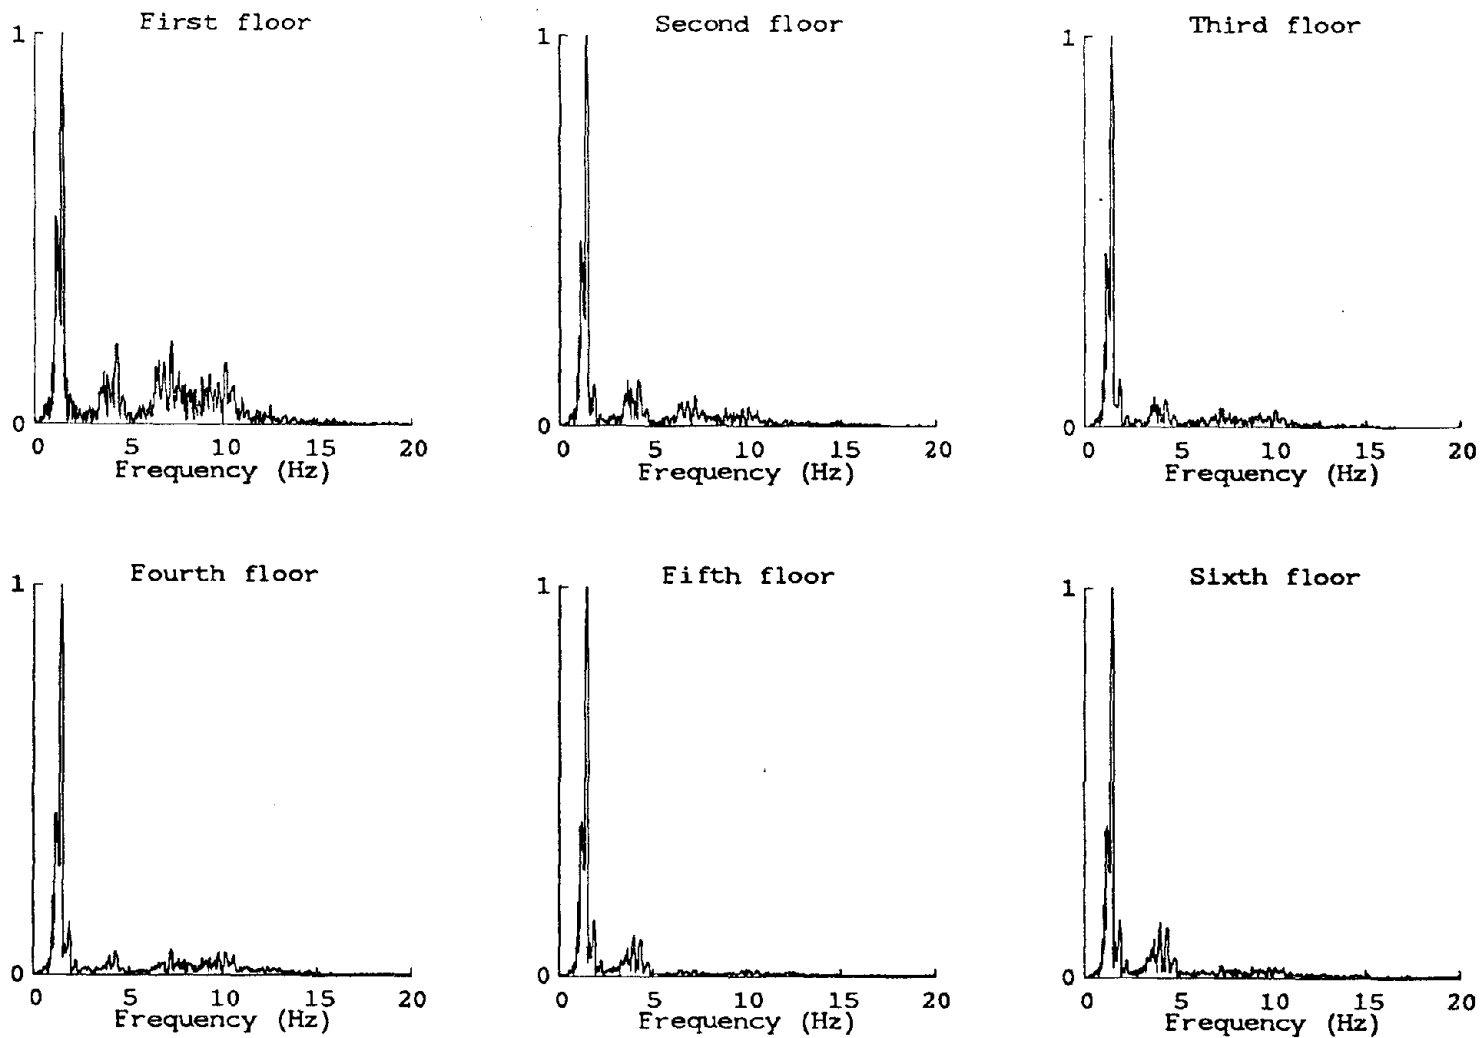 First floor
Second floor
Third floor
1
1
1
0
0
0
0 5 10 15 20
0 5 10 15 20
0 5 10 15 20
Frequency (Hz)
Frequency (Hz)
Frequency (Hz)
Fourth floor
Fifth floor
Sixth floor
1
1
1
0
0
0
0 5 10 15 20
0 5 10 15 20
0 5 10 15 20
Frequency (Hz)
Frequency (Hz)
Frequency (Hz)